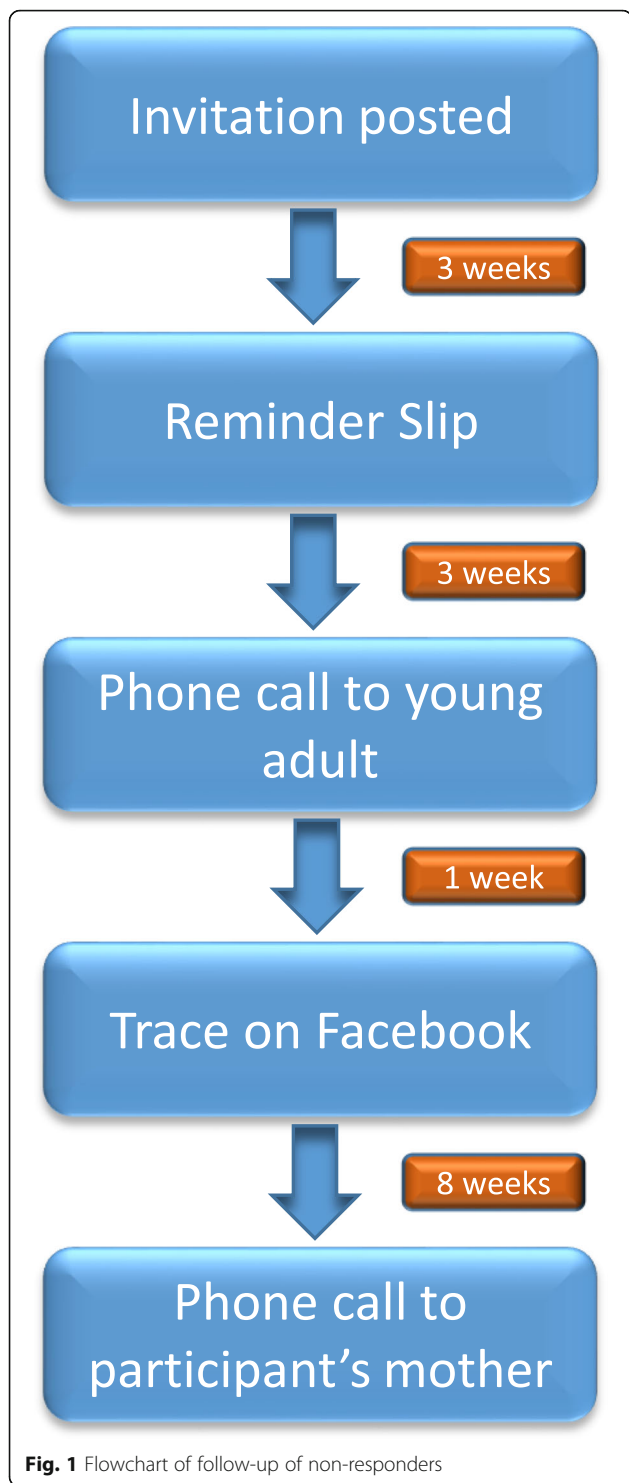 Invitation posted
3 weeks
Reminder Slip
3 weeks
Phone call to young
adult
1 week
Trace on Facebook
8 weeks
Phone call to
participant’s mother
Fig. 1 Flowchart of follow-up of non-responders